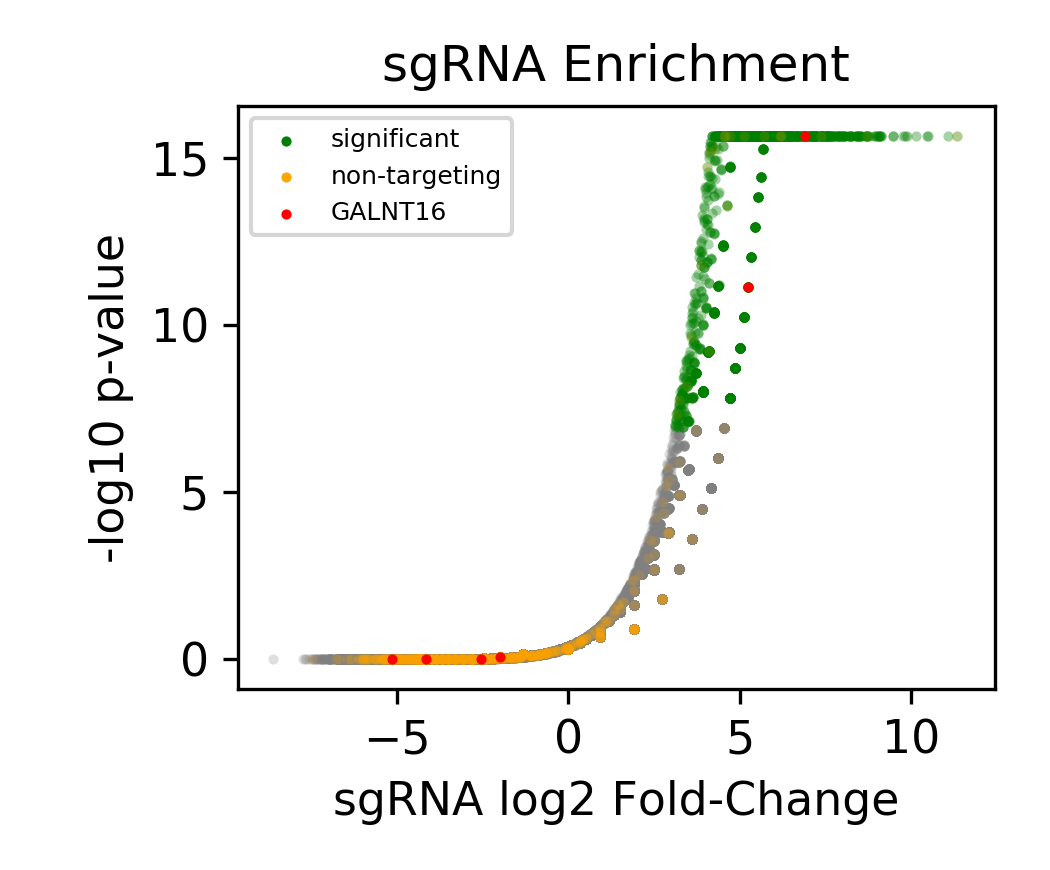 sgRNA Enrichment
significant
non-targeting
GALNT16
15
10
5
0
-log10 p-value
−5 0 5 10
sgRNA log2 Fold-Change